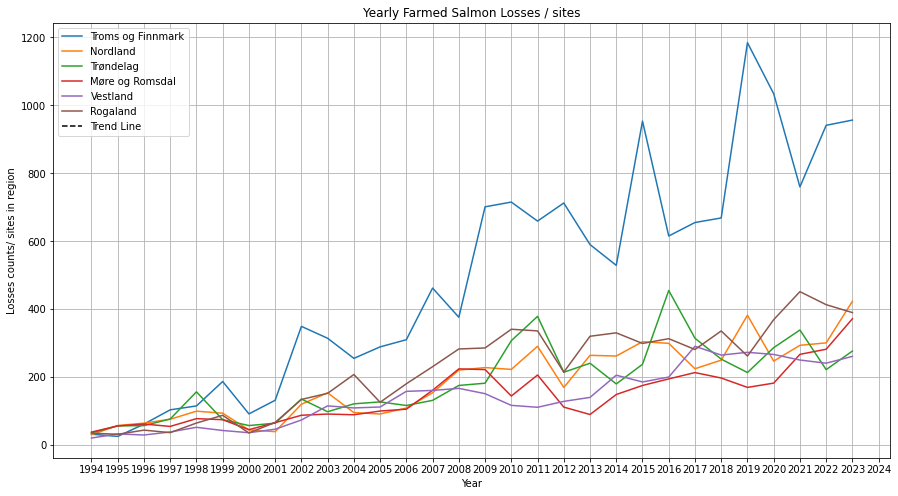 Yearly Farmed Salmon Losses / sites
Troms og Finnmark
Nordland
Trøndelag
Møre og Romsdal
Vestland
Rogaland
Trend Line
Losses counts/ sites in region
1200
1000
800
600
400
200
0
1994 1995 1996 1997 1998 1999 2000 2001 2002 2003 2004 2005 2006 2007 2008 2009 2010 2011 2012 2013 2014 2015 2016 2017 2018 2019 2020 2021 2022 2023 2024
Year